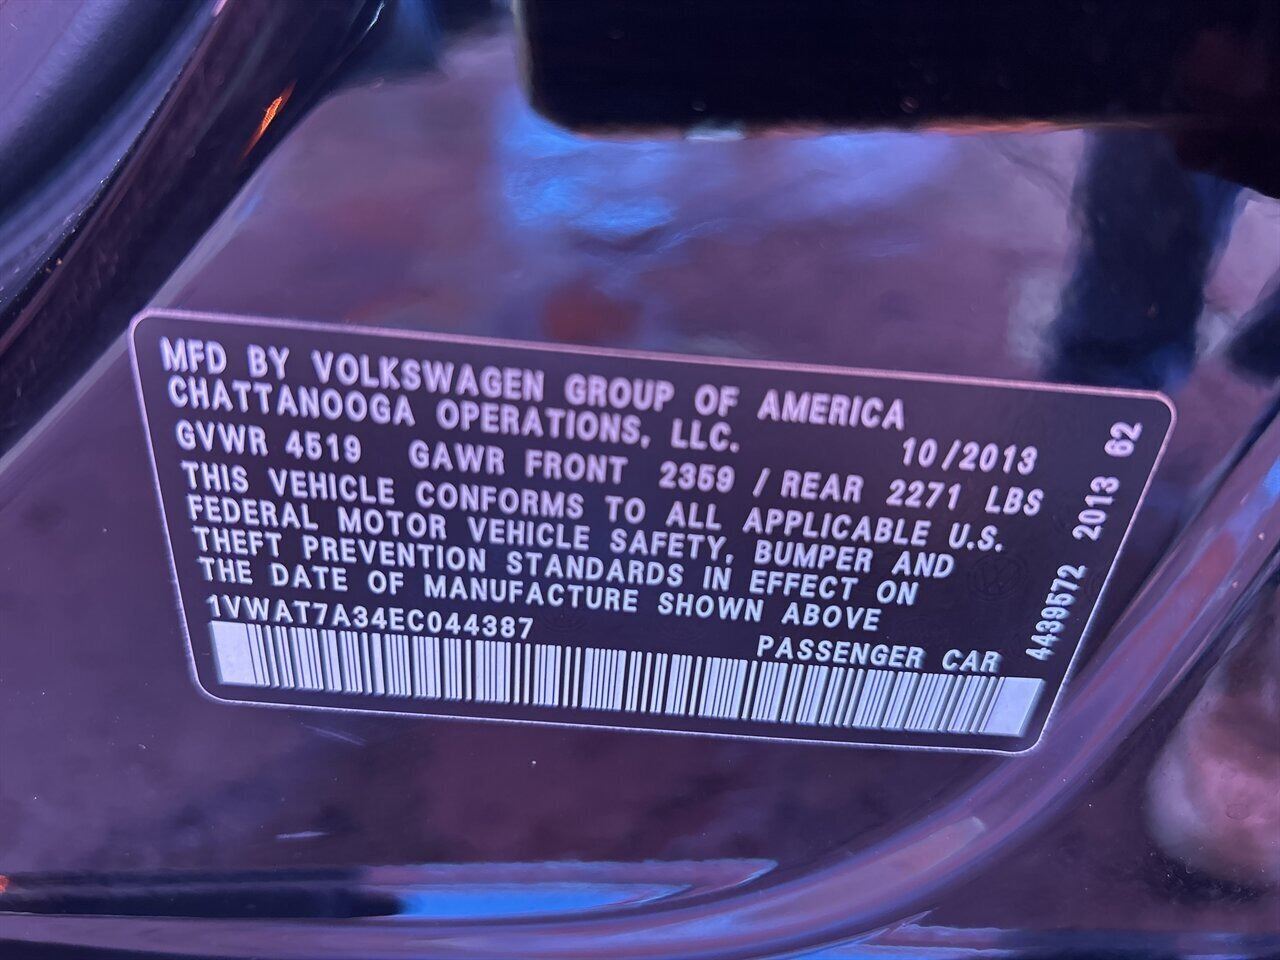 MFD BY VOLKSWAGEN GROUP OF AMERICA
CHATTANOOGA OPERATIONS, LLC.
10/2013
GVWR 4519 GAWR FRONT 2359 / REAR 2271 LBS
THIS VEHICLE CONFORMS TO ALL APPLICABLE U.S.
FEDERAL MOTOR VEHICLE SAFETY, BUMPER AND
THEFT PREVENTION STANDARDS IN EFFECT ON
THE DATE OF MANUFACTURE SHOWN ABOVE
1VWAT7A34EC044387
PASSENGER CAR
4439572 2013 62